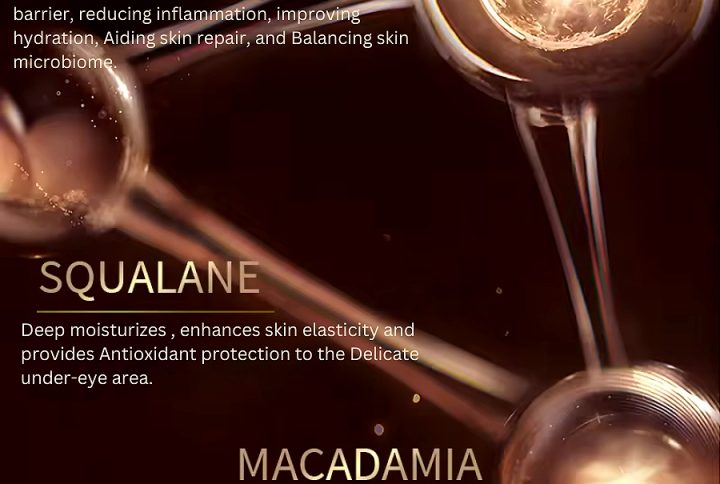 barrier, reducing inflammation, improving
hydration, Aiding skin repair, and Balancing skin
microbiome.
SQUALANE
Deep moisturizes , enhances skin elasticity and
provides Antioxidant protection to the Delicate
under-eye area.
MACADAMIA